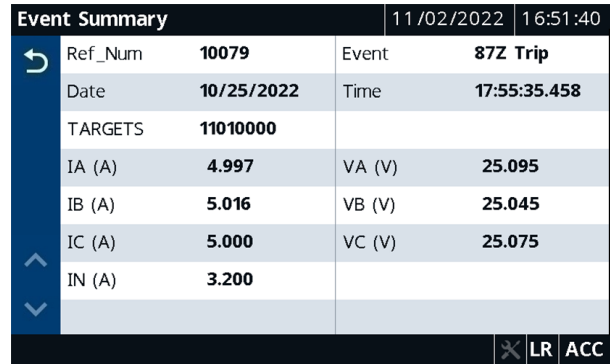 Event Summary 11/02/2022 16:51:40
Ref_Num 10079 Event 87Z Trip
Date 10/25/2022 Time 17:55:35.458
TARGETS 11010000
IA (A) 4.997 VA (V) 25.095
IB (A) 5.016 VB (V) 25.045
IC (A) 5.000 VC (V) 25.075
IN (A) 3.200
LR ACC